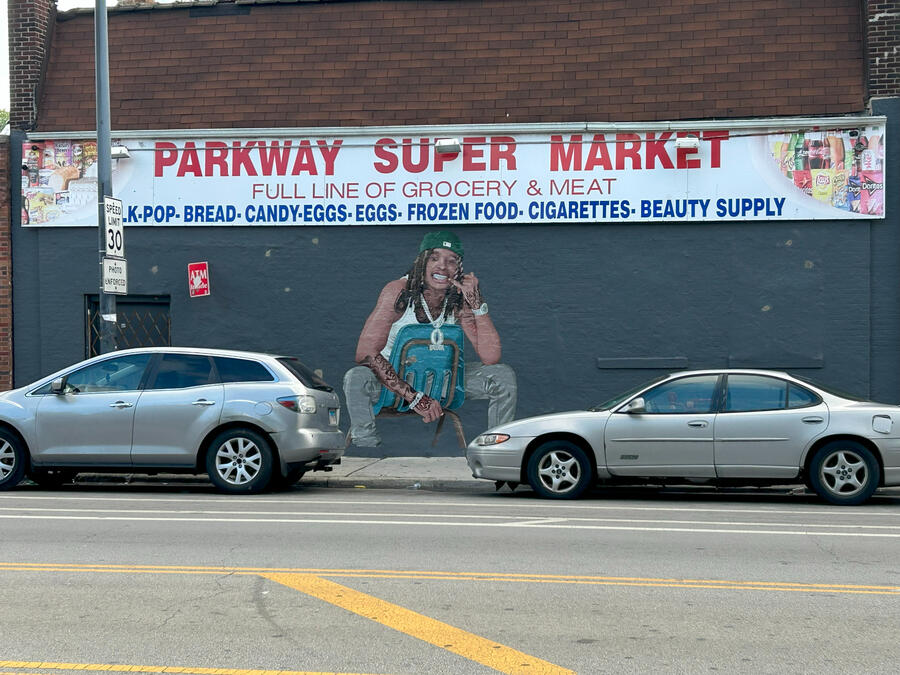 PARKWAY SUPER MARKET
FULL LINE OF GROCERY & MEAT
K-POP- BREAD- CANDY-EGGS- EGGS- FROZEN FOOD- CIGARETTES- BEAUTY SUPPLY
SPEED
LIMIT
30
PHOTO
ENFORCED
ATM
Doritos